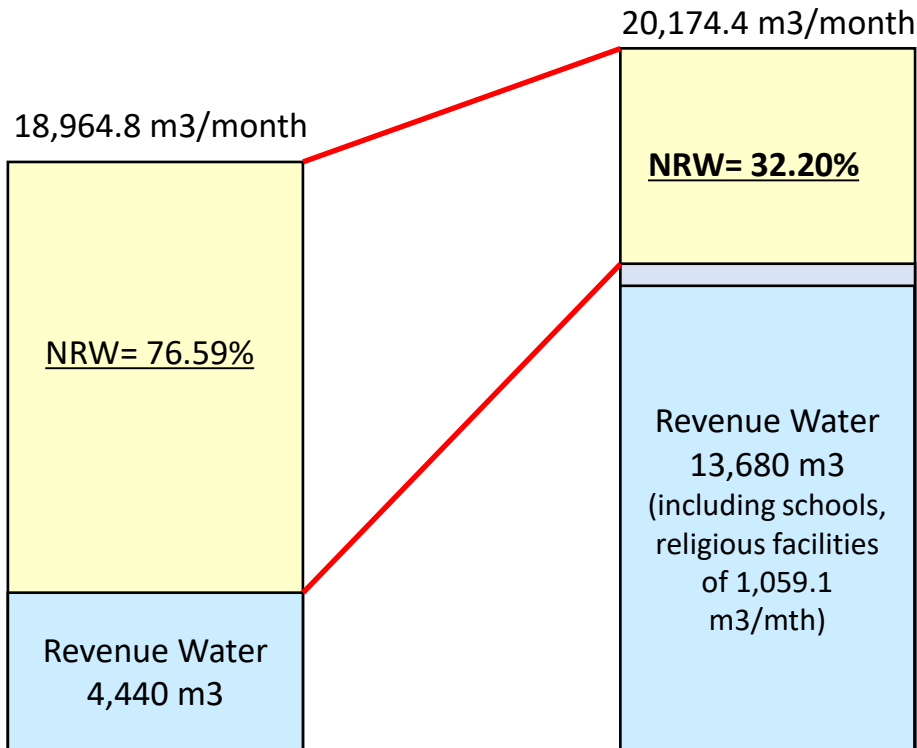 20,174.4 m3/month
18,964.8 m3/month
NRW= 32.20%
NRW= 76.59%
Revenue Water
13,680 m3
(including schools,
religious facilities
of 1,059.1
m3/mth)
Revenue Water
4,440 m3